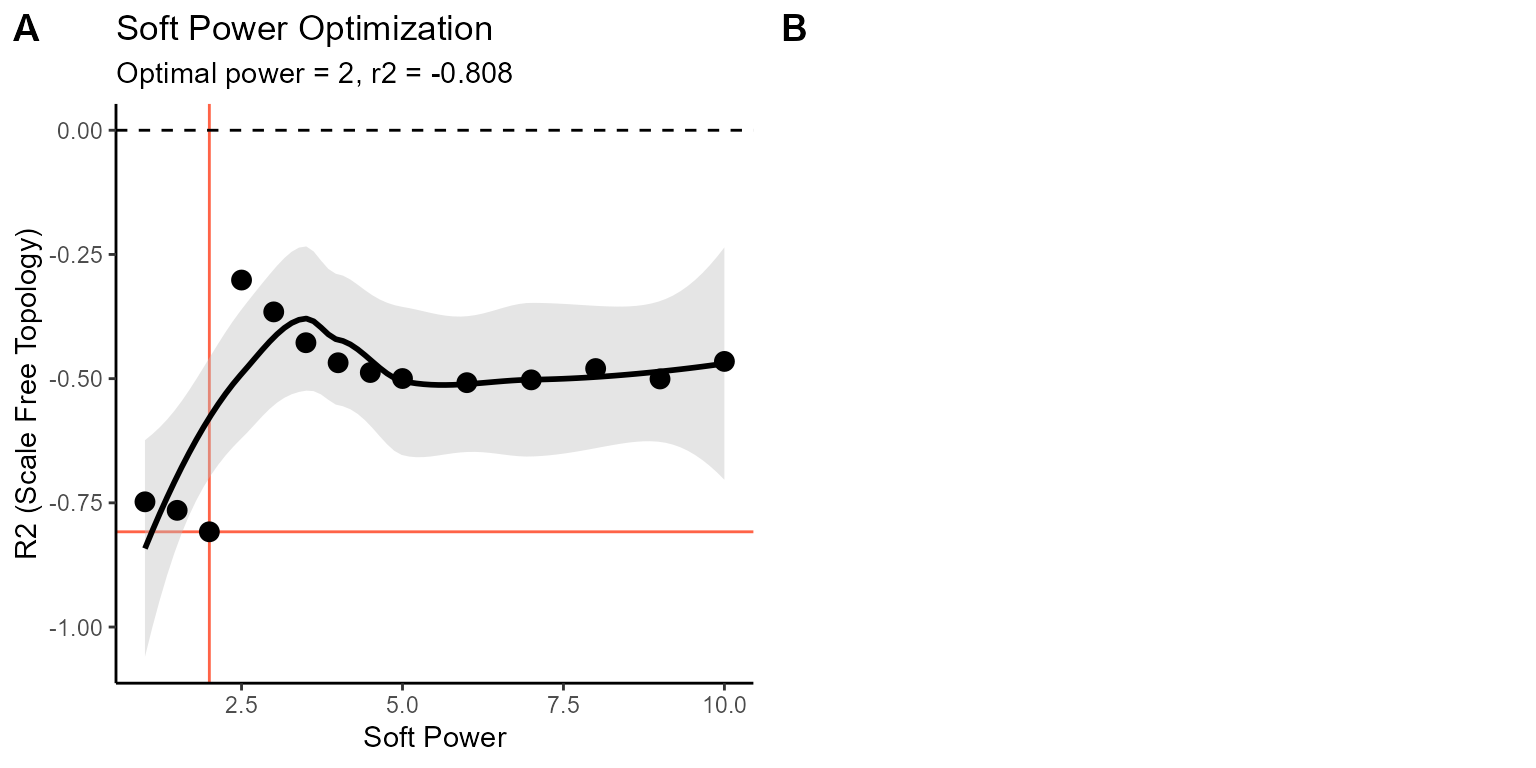 A
Soft Power Optimization
Optimal power = 2, r2 = -0.808
B
R2 (Scale Free Topology)
0.00
-0.25
-0.50
-0.75
-1.00
2.5 5.0 7.5 10.0
Soft Power